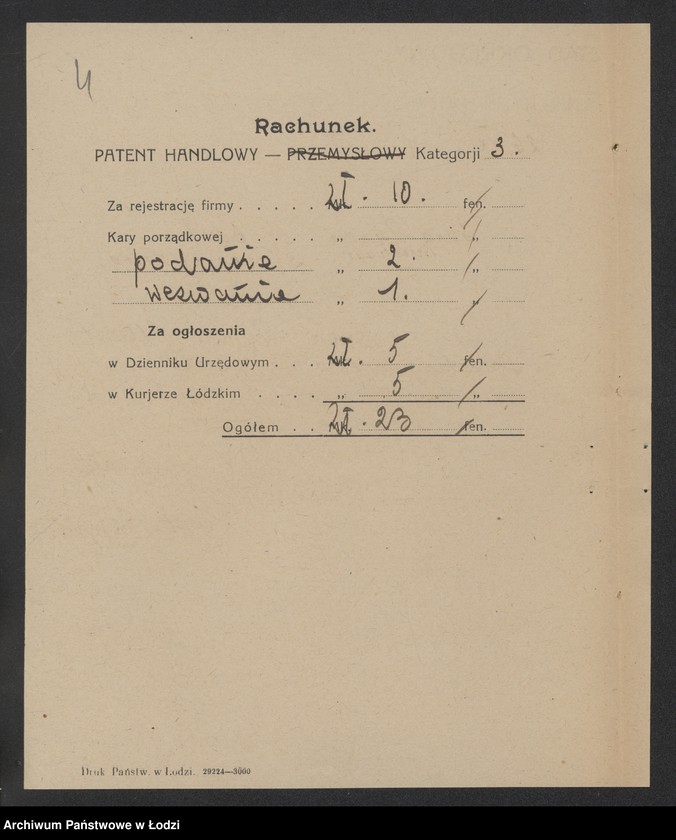 4
Rachunek.
PATENT HANDLOWY — PRZEMYSŁOWY Kategorji 3.
Za rejestrację firmy . . . . . zł. 10. fen.
Kary porządkowej . . . . . „ „
podanie „ 2. „
wezwanie „ 1. „
Za ogłoszenia
w Dzienniku Urzędowym . . . zł. 5 fen.
w Kurjerze Łódzkim . . . . „ 5 „
Ogółem . . zł. 23 fen.
Druk Państw. w Łodzi. 29224—3000
Archiwum Państwowe w Łodzi